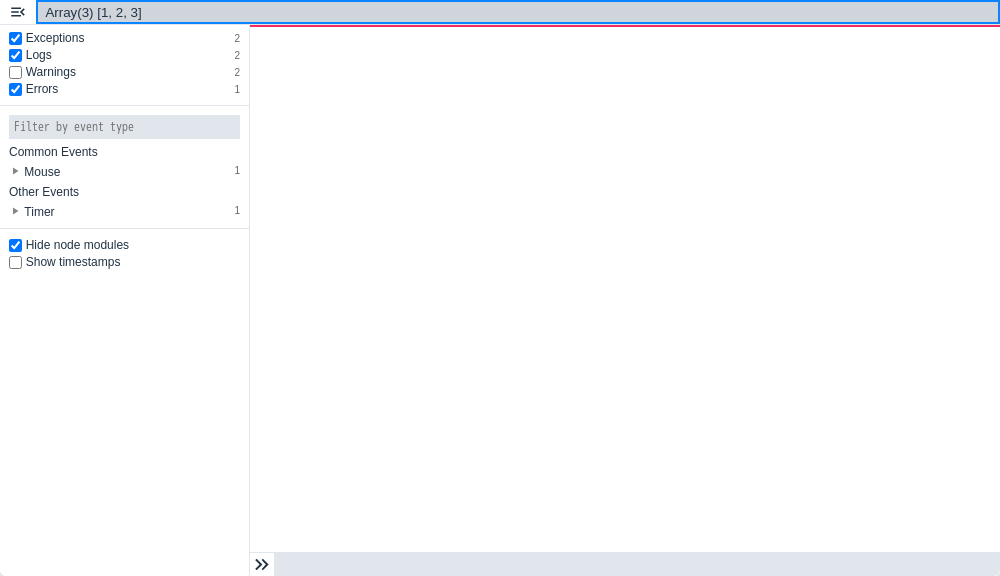 Array(3) [1, 2, 3]
Exceptions 2
Logs 2
Warnings 2
Errors 1
Filter by event type
Common Events
Mouse 1
Other Events
Timer 1
Hide node modules
Show timestamps